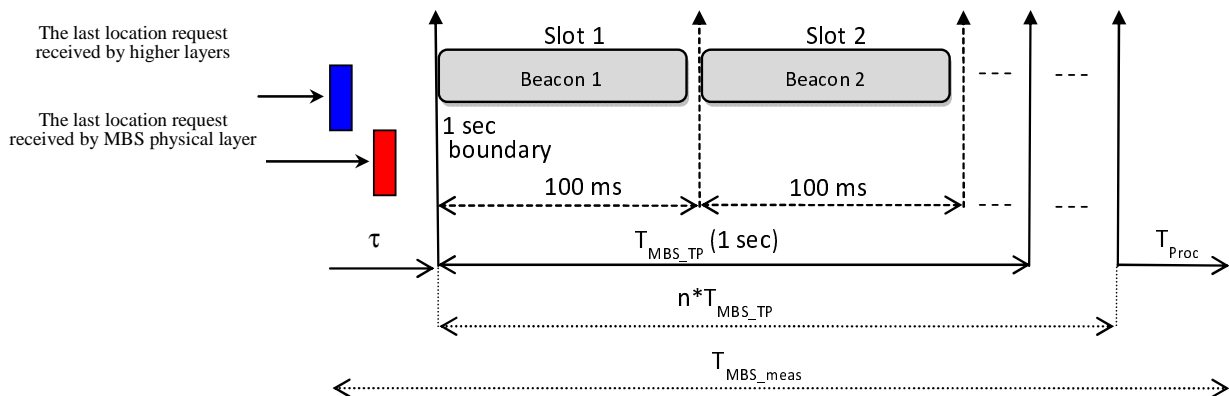 The last location request
received by higher layers
The last location request
received by MBS physical layer
Slot 1
Slot 2
Beacon 1
Beacon 2
1 sec
boundary
100 ms
100 ms
τ
T_MBS_TP (1 sec)
T_Proc
n*T_MBS_TP
T_MBS_meas